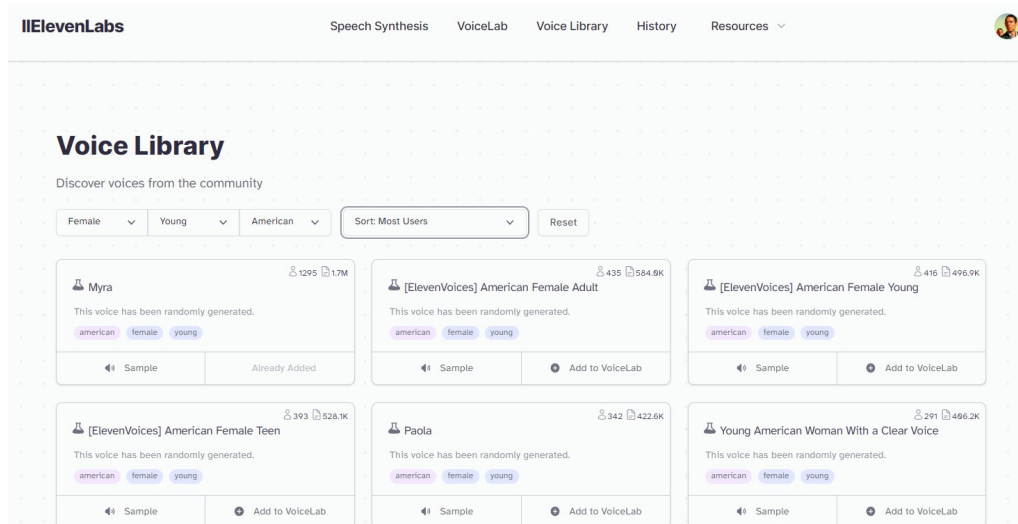 IIElevenLabs
Speech Synthesis VoiceLab Voice Library History Resources
Voice Library
Discover voices from the community
Female Young American Sort: Most Users Reset
1295 1.7M
Myra
This voice has been randomly generated.
american female young
Sample Already Added
435 584.0K
[ElevenVoices] American Female Adult
This voice has been randomly generated.
american female young
Sample Add to VoiceLab
416 496.9K
[ElevenVoices] American Female Young
This voice has been randomly generated.
american female young
Sample Add to VoiceLab
393 528.1K
[ElevenVoices] American Female Teen
This voice has been randomly generated.
american female young
Sample Add to VoiceLab
342 422.6K
Paola
This voice has been randomly generated.
american female young
Sample Add to VoiceLab
291 406.2K
Young American Woman With a Clear Voice
This voice has been randomly generated.
american female young
Sample Add to VoiceLab